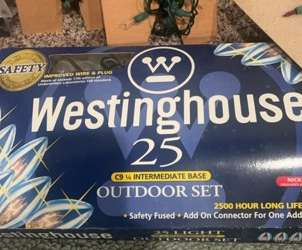 SAFETY
IMPROVED WIRE & PLUG
W
Westinghouse
25
C9 ¼ INTERMEDIATE BASE
OUTDOOR SET
2500 HOUR LONG LIFE
• Safety Fused • Add On Connector For One Add
25 LIGHT